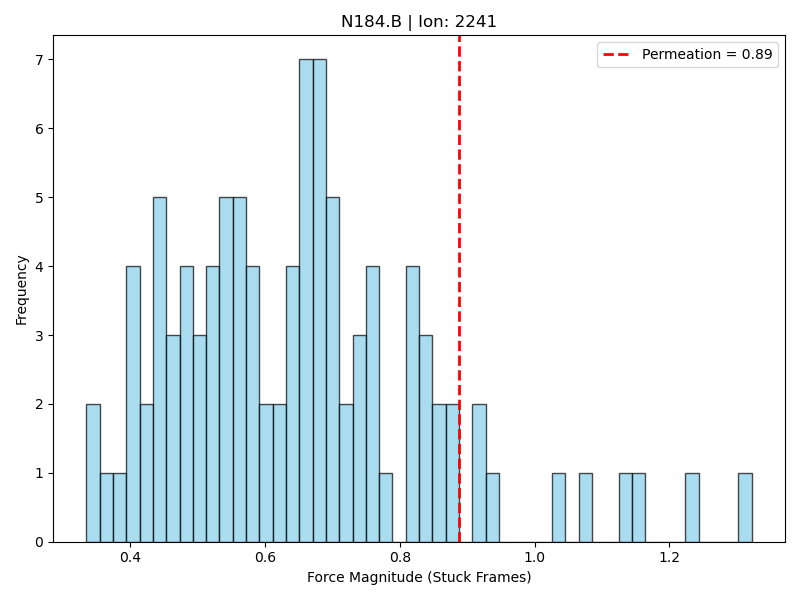 N184.B | Ion: 2241
Permeation = 0.89
7
6
5
4
3
2
1
0
Frequency
0.4 0.6 0.8 1.0 1.2
Force Magnitude (Stuck Frames)